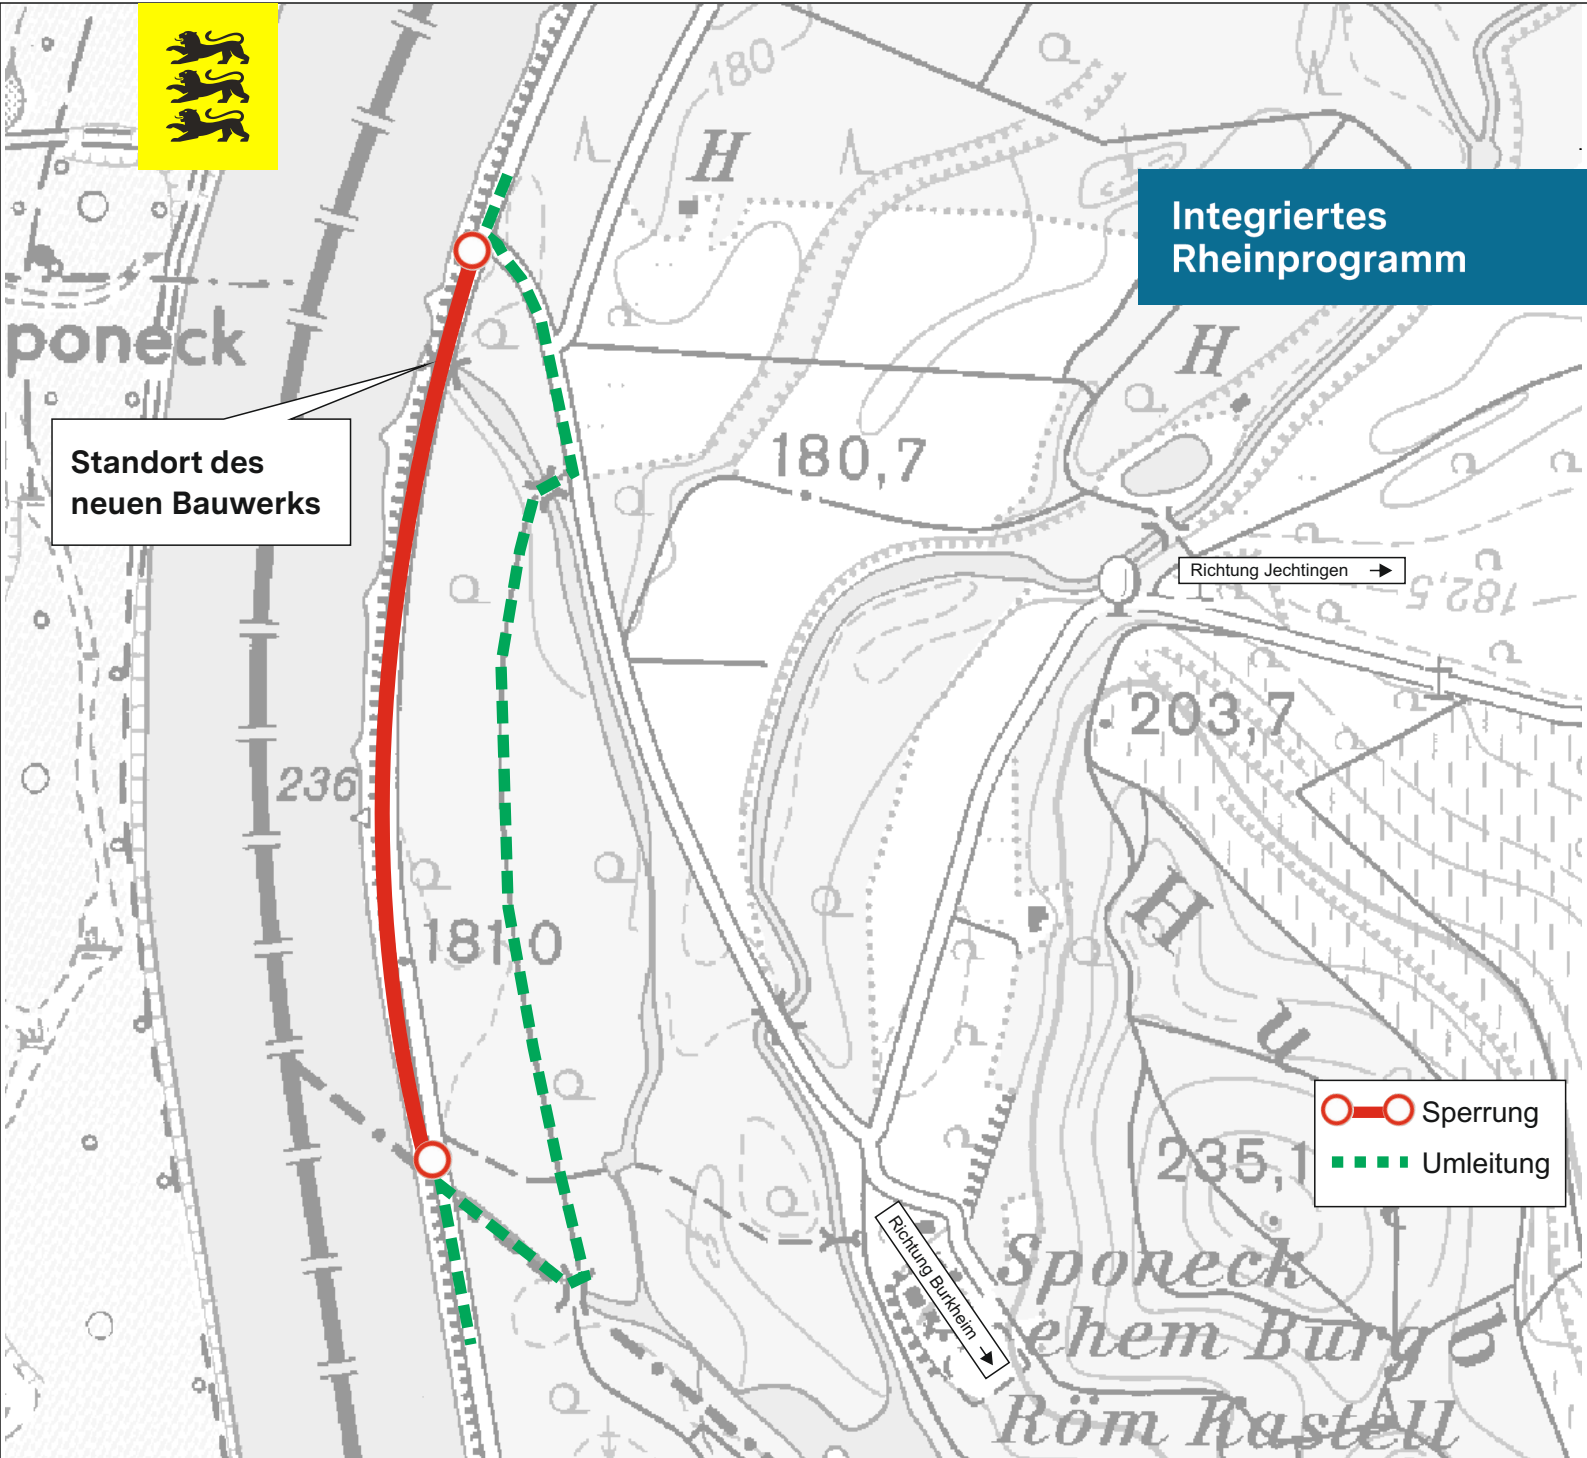 180
H
Integriertes
Rheinprogramm
poneck
H
Standort des
neuen Bauwerks
180,7
Richtung Jechtingen
182,5
203,7
236
H
181,0
u
Sperrung
Umleitung
235,1
Richtung Burkheim
Sponeck
ehem Burg
b
Röm Kastell